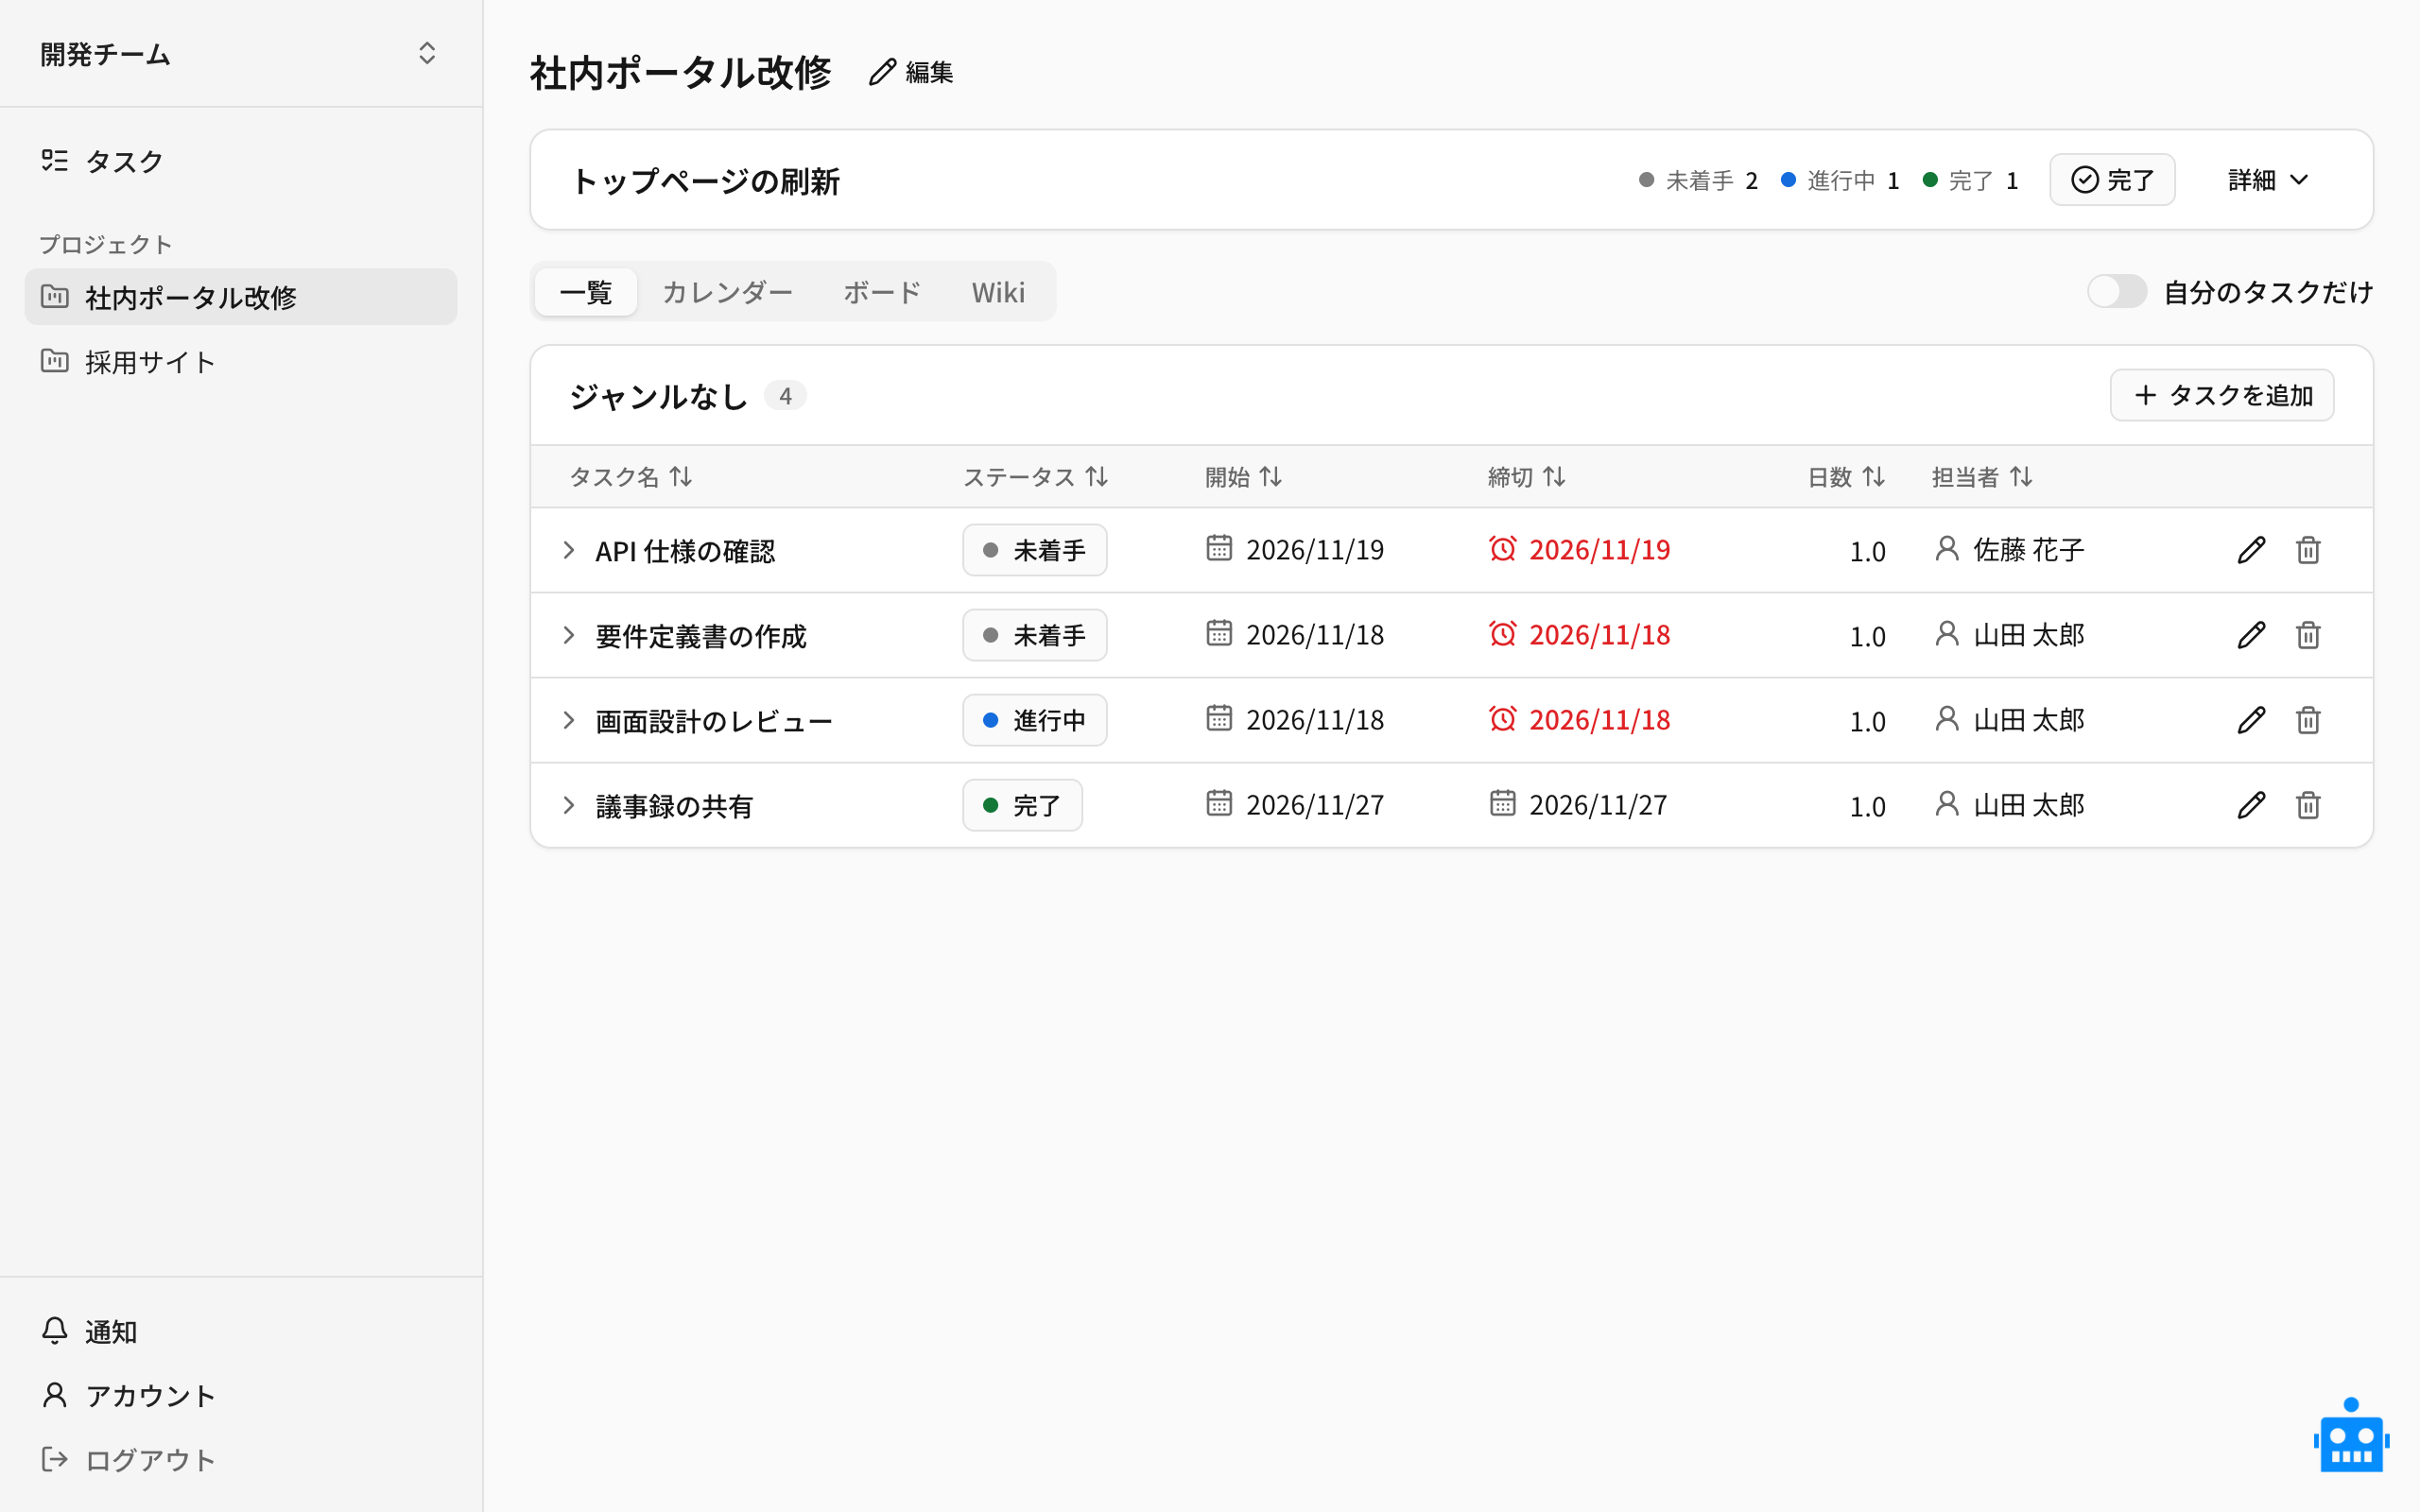 開発チーム
タスク
プロジェクト
社内ポータル改修
採用サイト
通知
アカウント
ログアウト
社内ポータル改修 編集
トップページの刷新 未着手 2 進行中 1 完了 1 完了 詳細
一覧 カレンダー ボード Wiki 自分のタスクだけ
ジャンルなし 4 タスクを追加
タスク名 ステータス 開始 締切 日数 担当者
API 仕様の確認 未着手 2026/11/19 2026/11/19 1.0 佐藤 花子
要件定義書の作成 未着手 2026/11/18 2026/11/18 1.0 山田 太郎
画面設計のレビュー 進行中 2026/11/18 2026/11/18 1.0 山田 太郎
議事録の共有 完了 2026/11/27 2026/11/27 1.0 山田 太郎